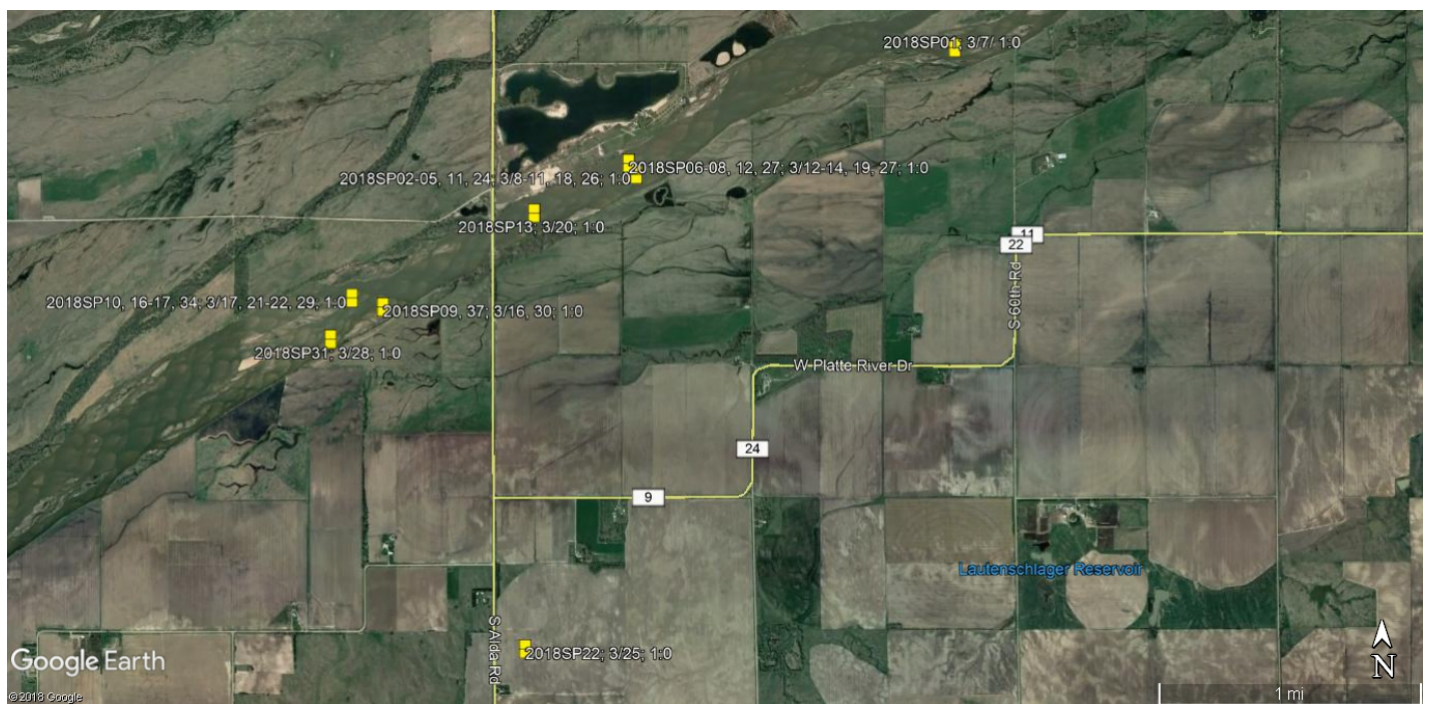 2018SP01; 3/7/ 1:0
2018SP06-08, 12, 27; 3/12-14, 19, 27; 1:0
2018SP02-05, 11, 24; 3/8-11, 18, 26; 1:0
2018SP13; 3/20; 1:0
11
22
S 60th Rd
2018SP10, 16-17, 34; 3/17, 21-22, 29; 1:0
2018SP09, 37; 3/16, 30; 1:0
2018SP31; 3/28; 1:0
W Platte River Dr
24
9
Lautenschlager Reservoir
S Alda Rd
2018SP22; 3/25; 1:0
Google Earth
N
©2018 Google
1 mi